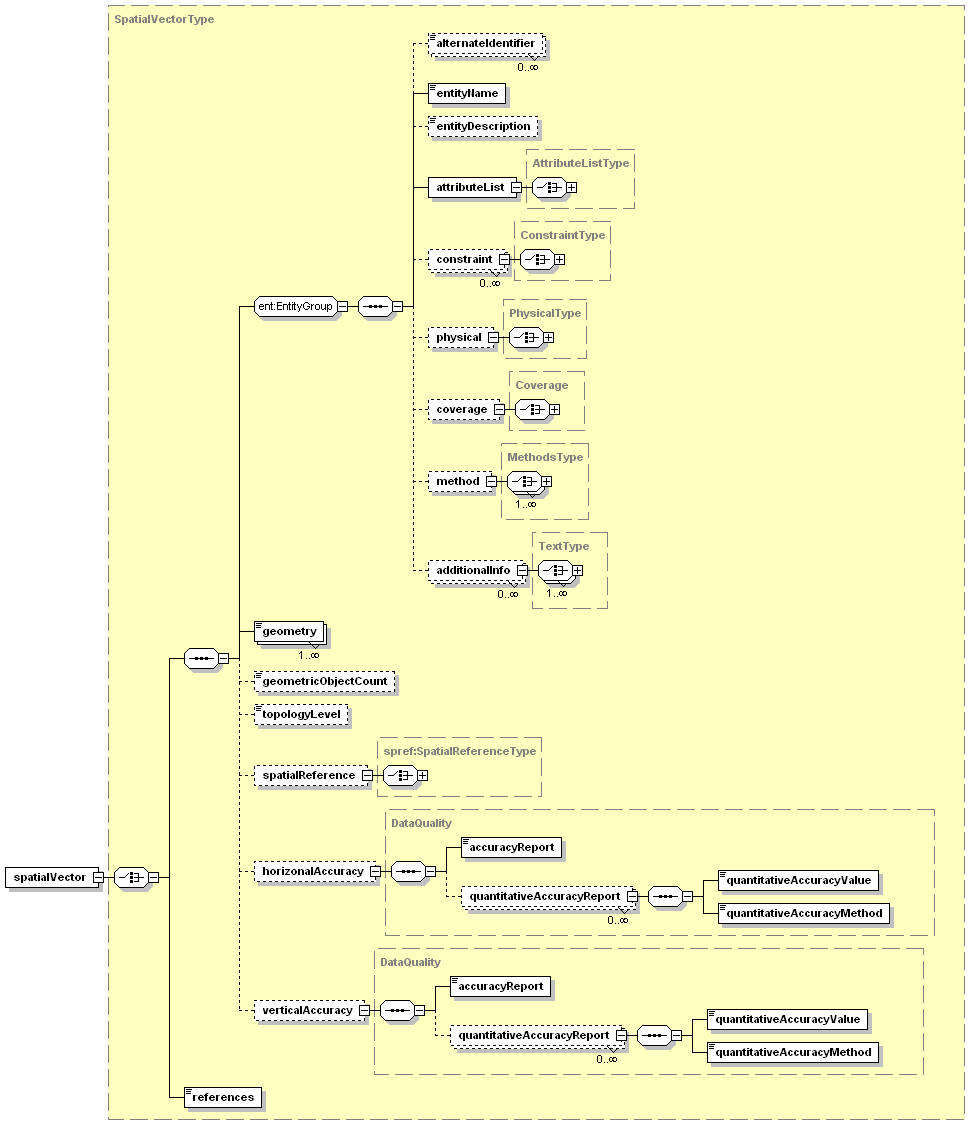 SpatialVectorType
alternateIdentifier
0..∞
entityName
entityDescription
AttributeListType
attributeList
ConstraintType
constraint
0..∞
ent:EntityGroup
PhysicalType
physical
Coverage
coverage
MethodsType
method
1..∞
TextType
additionalInfo
0..∞
1..∞
geometry
1..∞
geometricObjectCount
topologyLevel
spref:SpatialReferenceType
spatialReference
DataQuality
accuracyReport
horizonalAccuracy
quantitativeAccuracyValue
quantitativeAccuracyReport
0..∞
quantitativeAccuracyMethod
spatialVector
DataQuality
accuracyReport
verticalAccuracy
quantitativeAccuracyValue
quantitativeAccuracyReport
0..∞
quantitativeAccuracyMethod
references